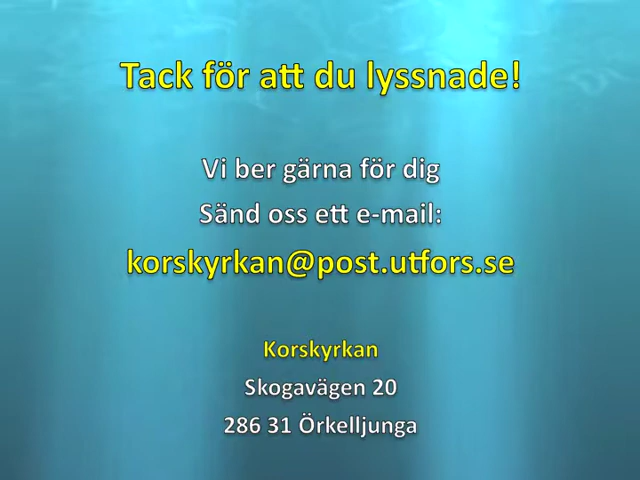 Tack för att du lyssnade!
Vi ber gärna för dig
Sänd oss ett e-mail:
korskyrkan@post.utfors.se
Korskyrkan
Skogavägen 20
286 31 Örkelljunga